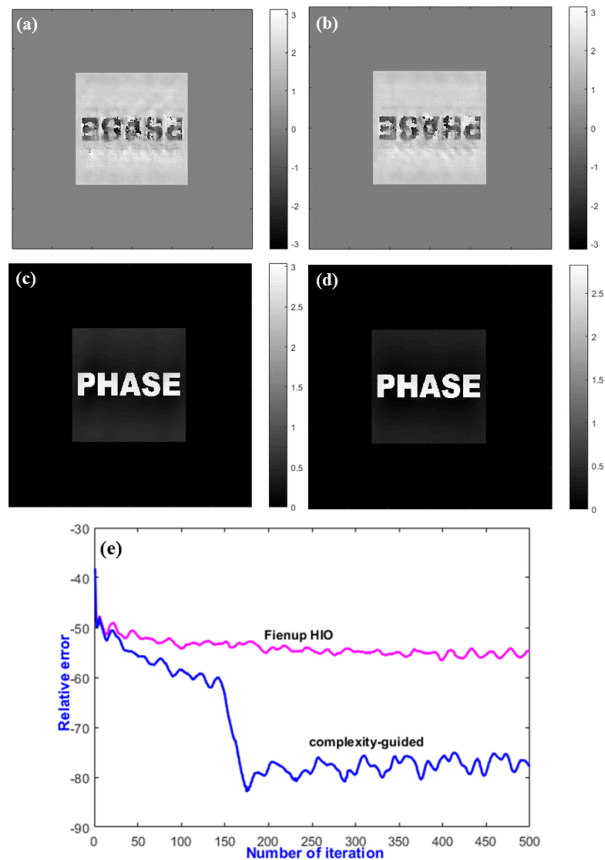 (a)
3
2
1
0
-1
-2
-3
(b)
3
2
1
0
-1
-2
-3
(c)
PHASE
3
2.5
2
1.5
1
0.5
0
(d)
PHASE
2.5
2
1.5
1
0.5
0
(e)
-30
-40
-50
-60
-70
-80
-90
Relative error
Fienup HIO
complexity-guided
0 50 100 150 200 250 300 350 400 450 500
Number of iteration